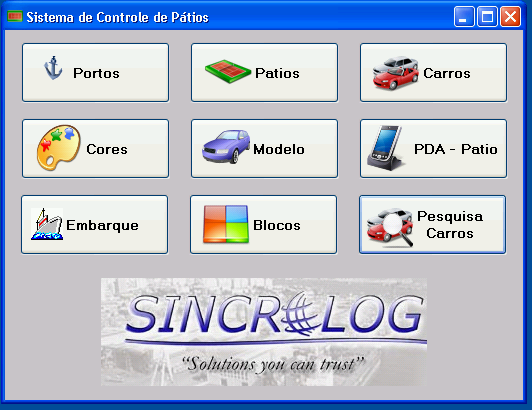 Sistema de Controle de Pátios
Portos
Patios
Carros
Cores
Modelo
PDA - Patio
Embarque
Blocos
Pesquisa
Carros
SINCROLOG
“Solutions you can trust”